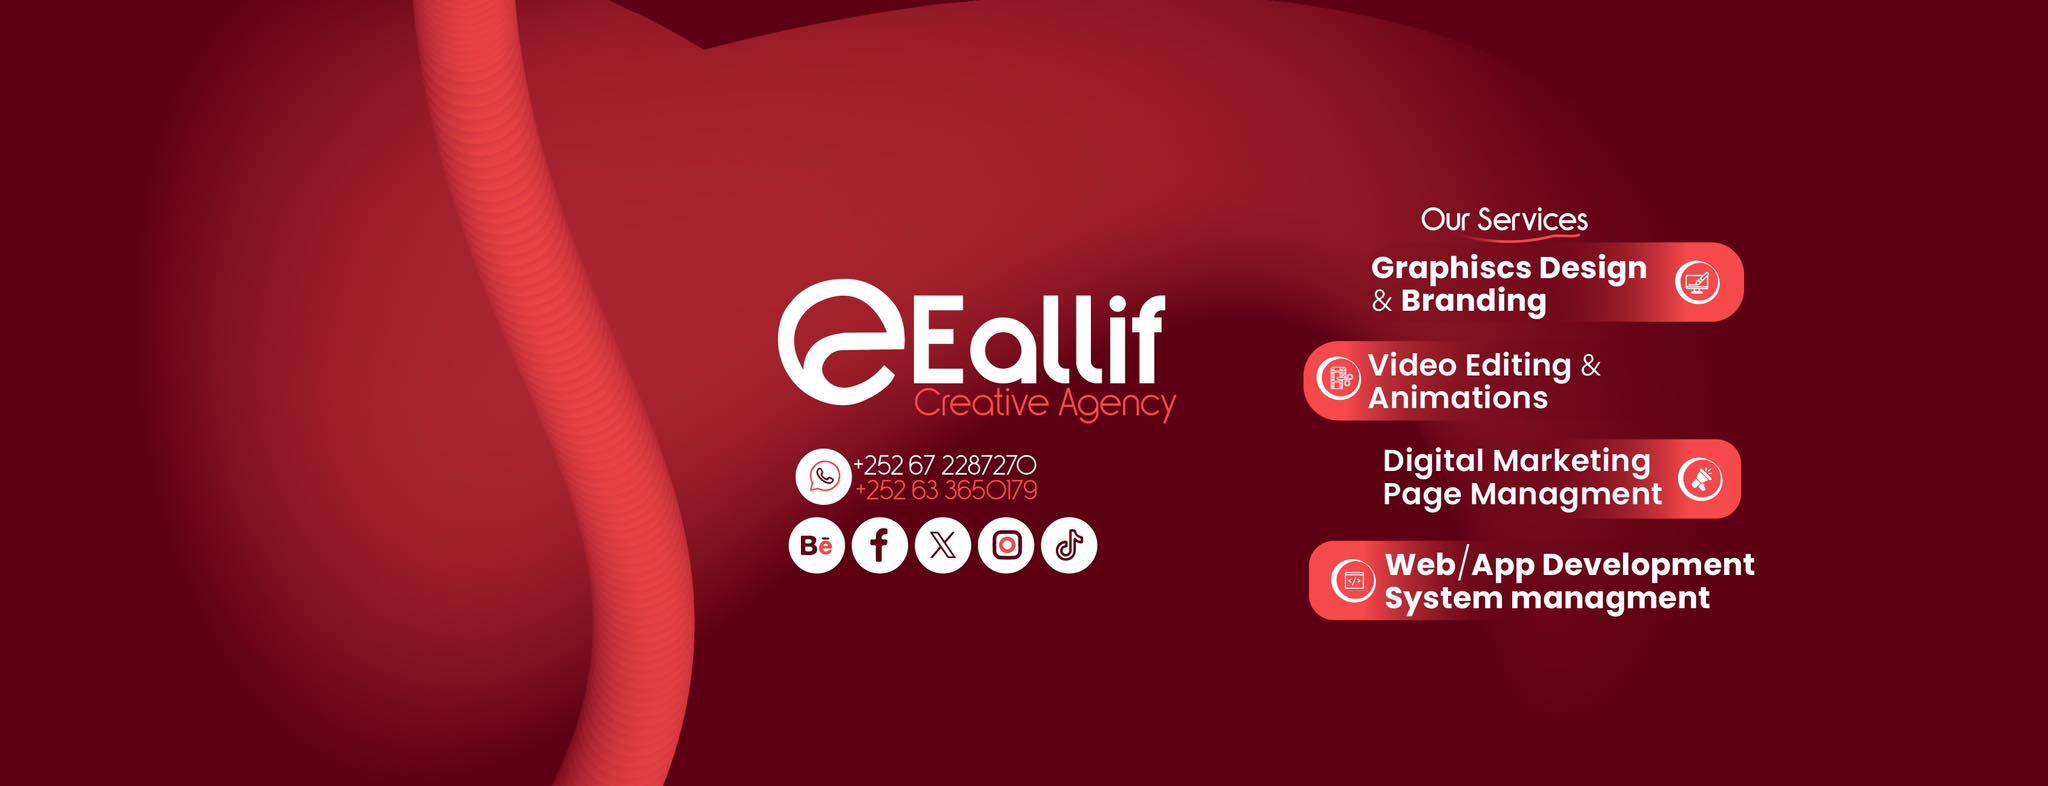 Eallif
Creative Agency
+252 67 2287270
+252 63 3650179
Bē
Our Services
Graphiscs Design
& Branding
Video Editing &
Animations
Digital Marketing
Page Managment
Web/App Development
System managment